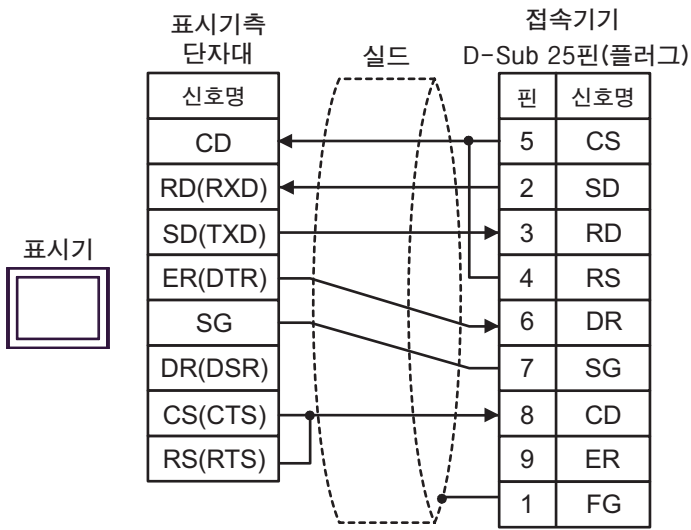 표시기측
단자대
실드
접속기기
D-Sub 25핀(플러그)
신호명
핀 신호명
CD
5 CS
RD(RXD)
2 SD
SD(TXD)
3 RD
표시기
ER(DTR)
4 RS
SG
6 DR
DR(DSR)
7 SG
CS(CTS)
8 CD
RS(RTS)
9 ER
1 FG